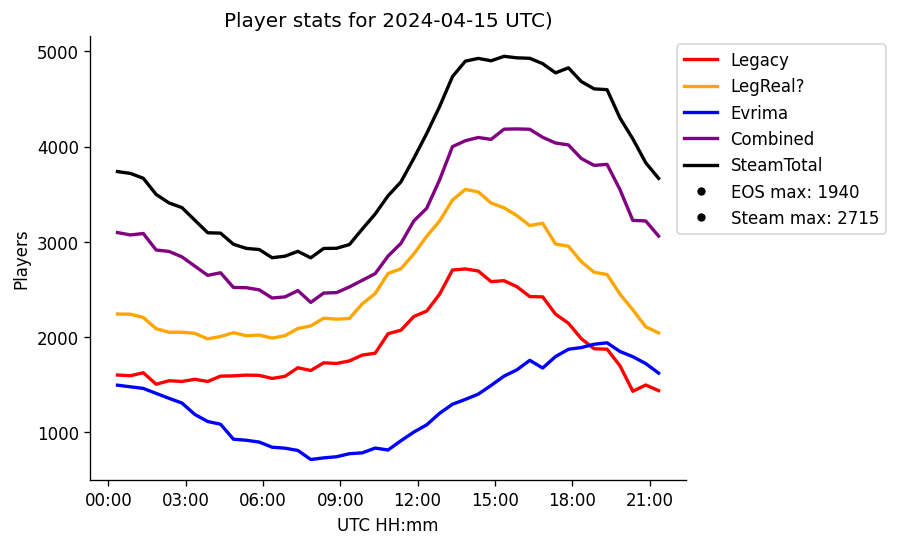 Player stats for 2024-04-15 UTC)
5000
4000
3000
2000
1000
Players
00:00 03:00 06:00 09:00 12:00 15:00 18:00 21:00
UTC HH:mm
Legacy
LegReal?
Evrima
Combined
SteamTotal
EOS max: 1940
Steam max: 2715